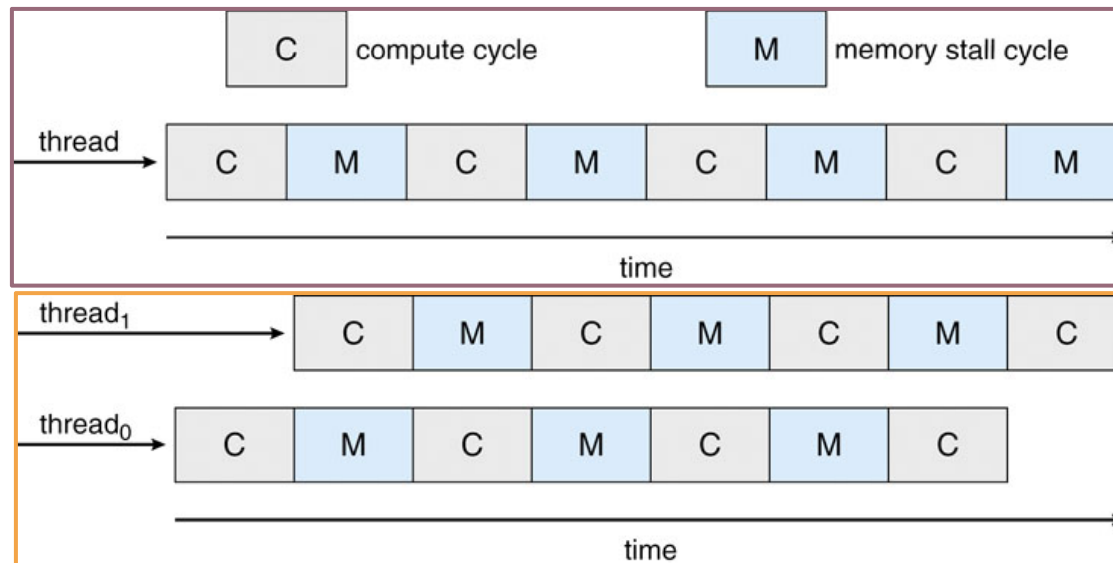 C compute cycle M memory stall cycle
thread
C M C M C M C M
time
thread1
C M C M C M C
thread0
C M C M C M C
time